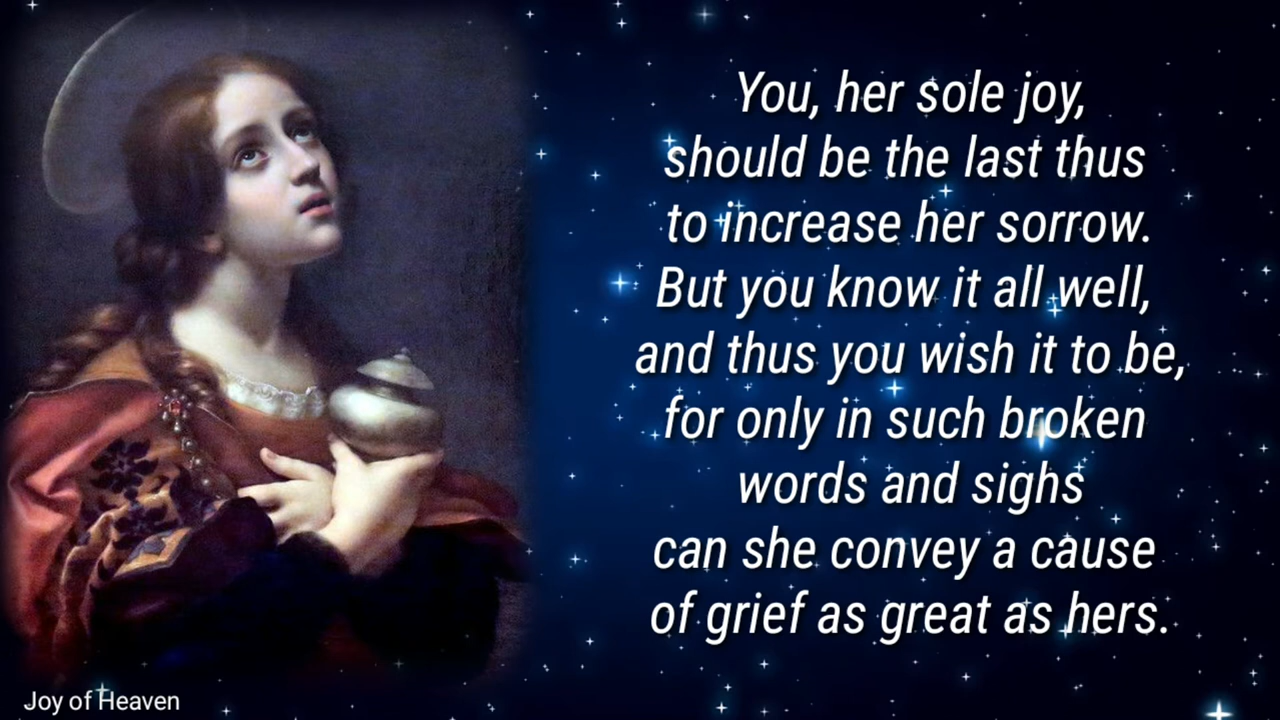 You, her sole joy,
should be the last thus
to increase her sorrow.
But you know it all well,
and thus you wish it to be,
for only in such broken
words and sighs
can she convey a cause
of grief as great as hers.
Joy of Heaven